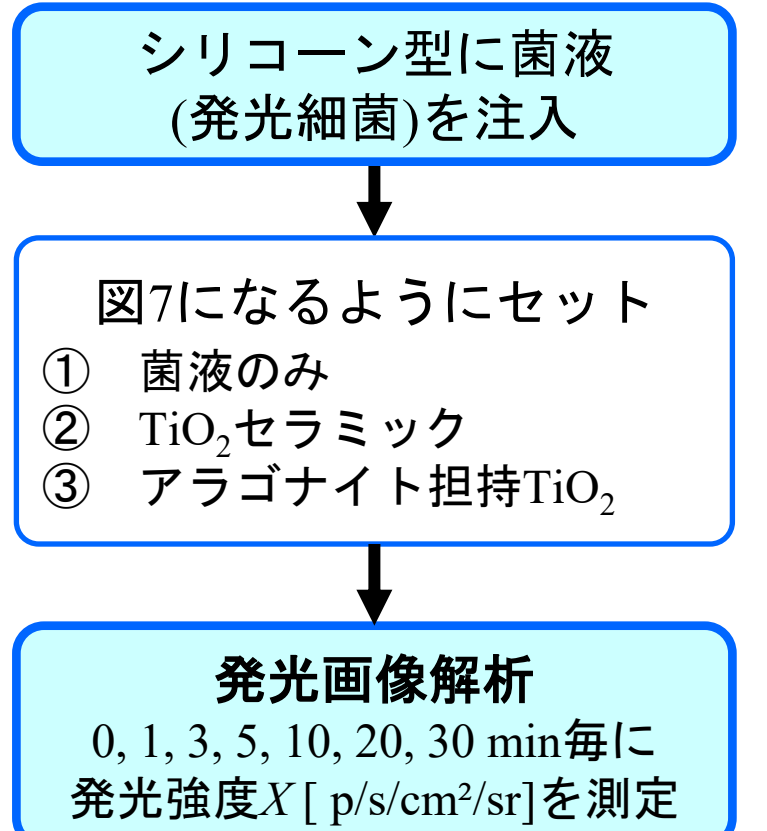 シリコーン型に菌液
(発光細菌)を注入
図7になるようにセット
① 菌液のみ
② TiO₂セラミック
③ アラゴナイト担持TiO₂
発光画像解析
0, 1, 3, 5, 10, 20, 30 min毎に
発光強度X [ p/s/cm²/sr]を測定